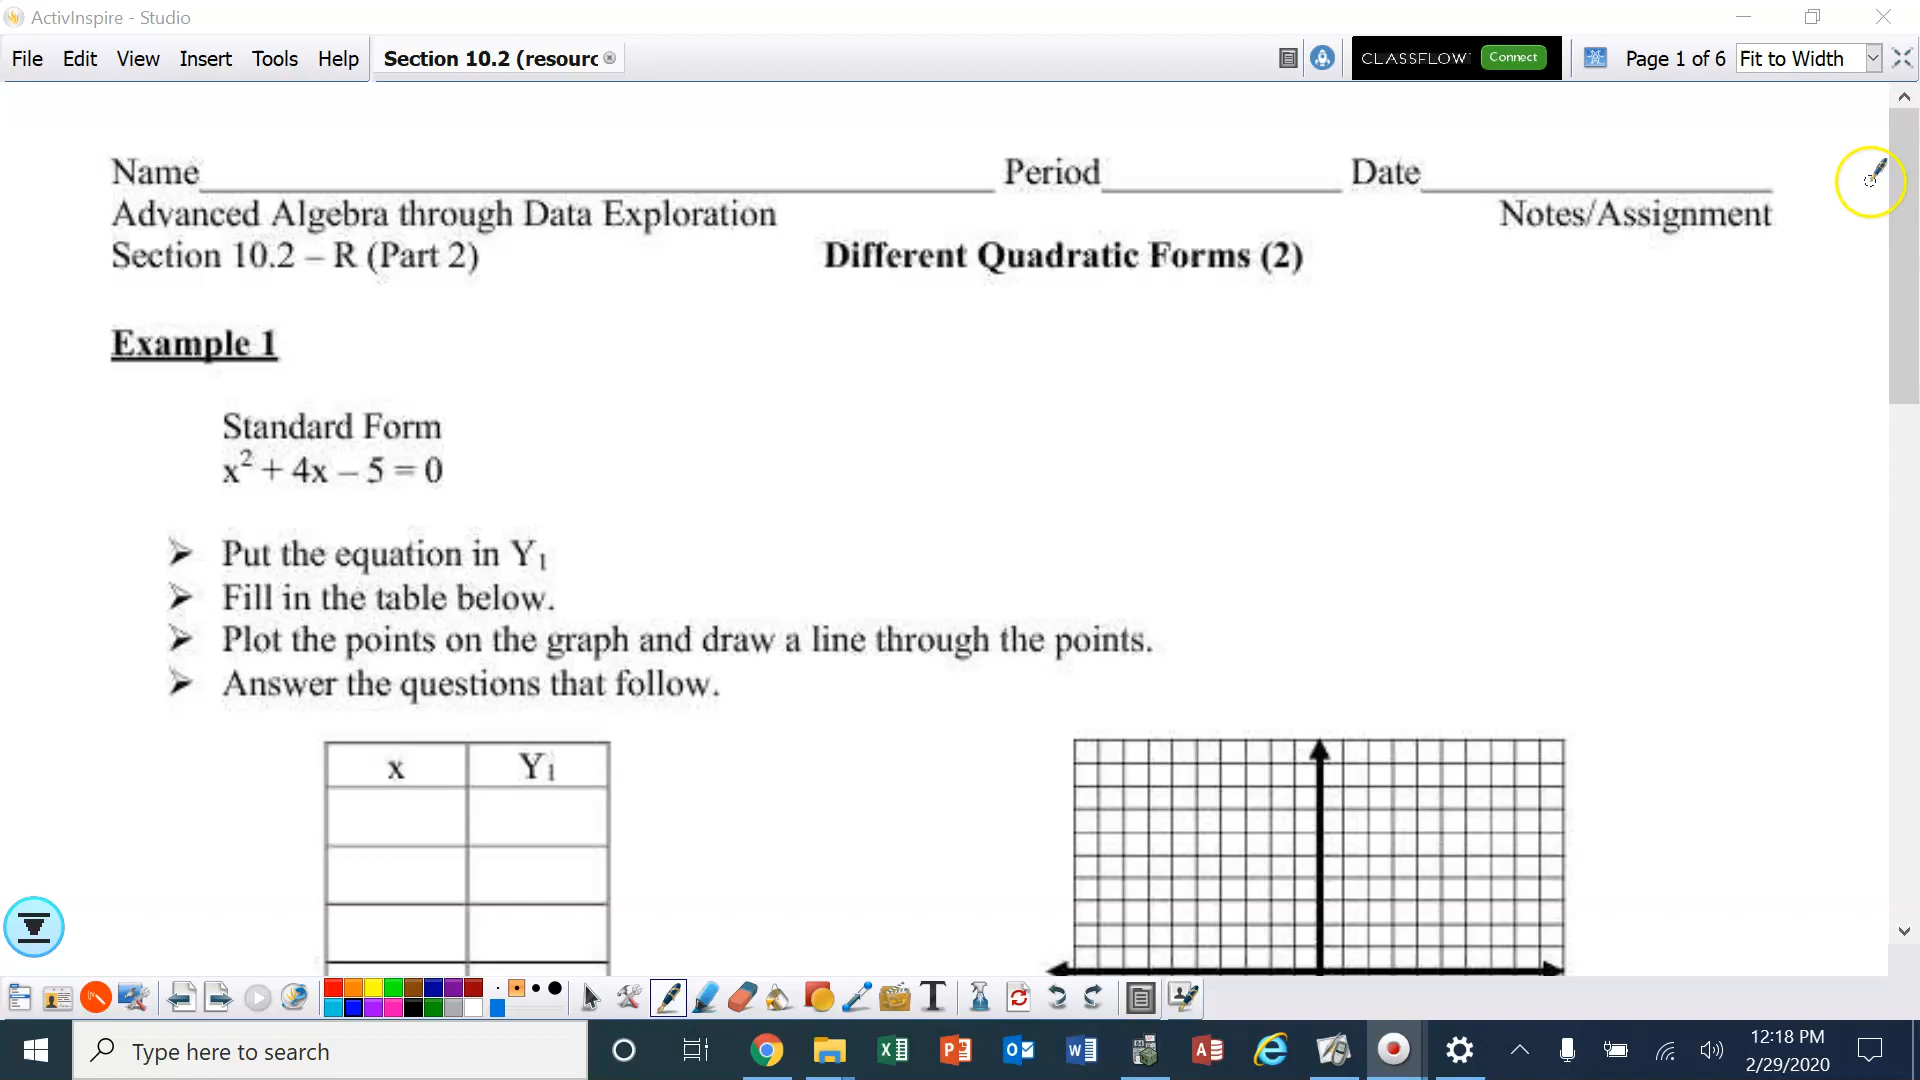 ActivInspire - Studio
File Edit View Insert Tools Help Section 10.2 (resourc CLASSFLOW Connect Page 1 of 6 Fit to Width
Name Period Date
Advanced Algebra through Data Exploration Notes/Assignment
Section 10.2 – R (Part 2) Different Quadratic Forms (2)
Example 1
Standard Form
x² + 4x – 5 = 0
➢ Put the equation in Y₁
➢ Fill in the table below.
➢ Plot the points on the graph and draw a line through the points.
➢ Answer the questions that follow.
x Y₁
Type here to search
12:18 PM
2/29/2020